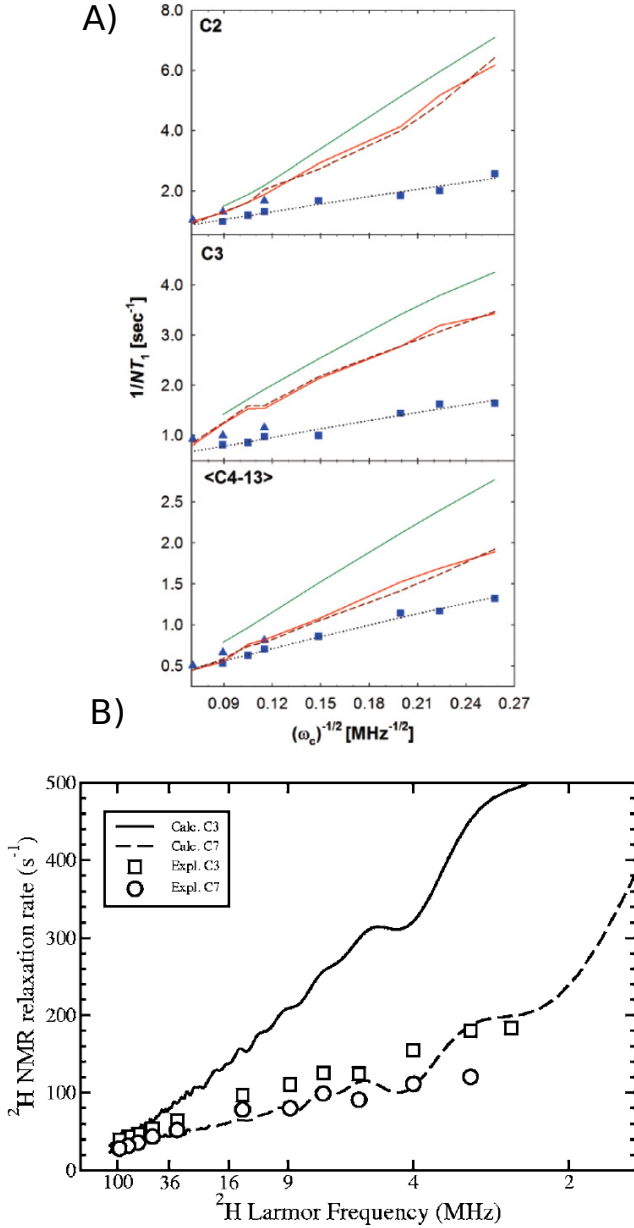 A)
C2
8.0
6.0
4.0
2.0
C3
4.0
3.0
2.0
1.0
1/NT₁ [sec⁻¹]
<C4-13>
2.5
2.0
1.5
1.0
0.5
0.09 0.12 0.15 0.18 0.21 0.24 0.27
(ω꜀)⁻¹/² [MHz⁻¹/²]
B)
500
400
300
200
100
0
Calc. C3
Calc. C7
Expl. C3
Expl. C7
²H NMR relaxation rate (s⁻¹)
100 36 16 9 4 2
²H Larmor Frequency (MHz)